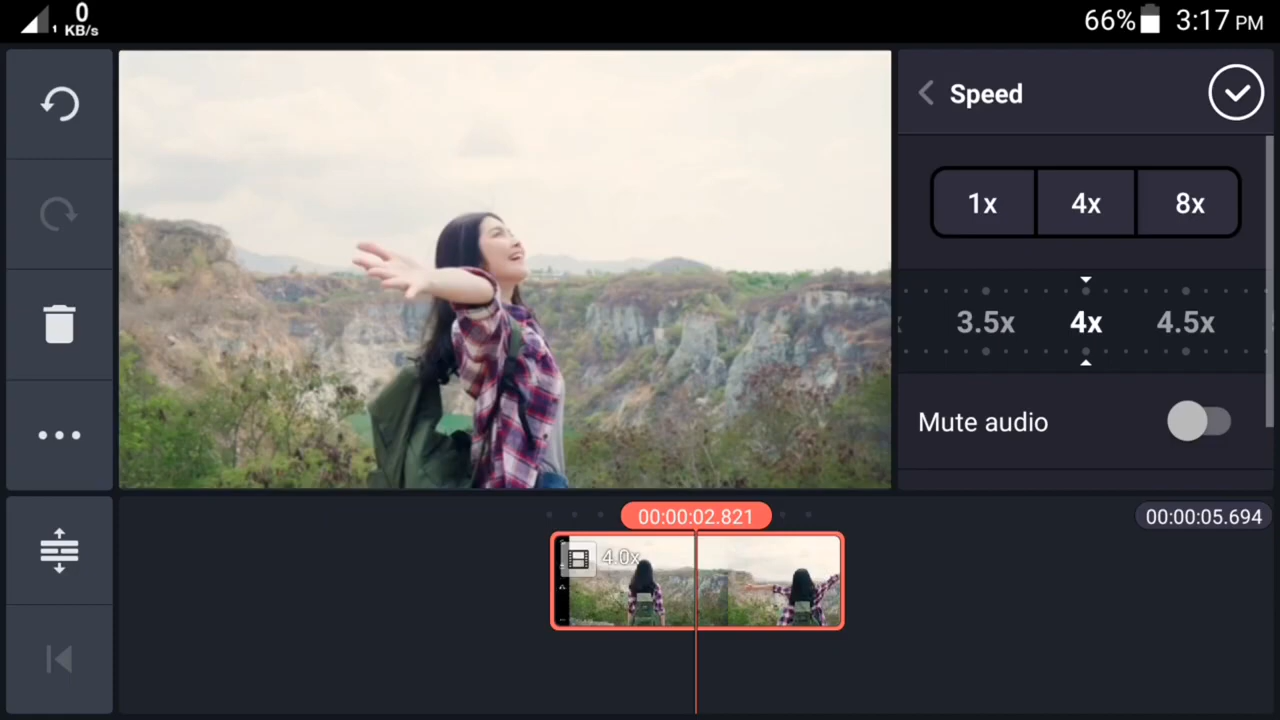 1 0 KB/s
66% 3:17 PM
Speed
1x 4x 8x
3.5x 4x 4.5x
Mute audio
00:00:02.821
00:00:05.694
4.0x